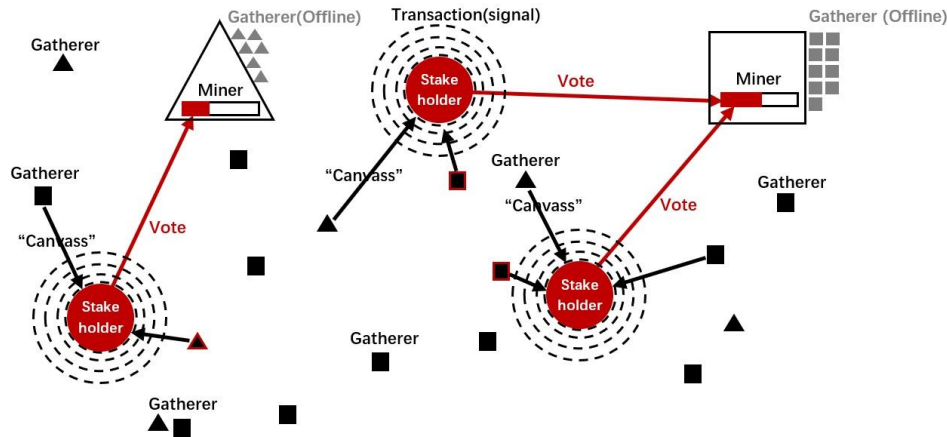 Gatherer(Offline)
Transaction(signal)
Gatherer (Offline)
Gatherer
Miner
Stake
holder
Vote
Miner
Gatherer
"Canvass"
Gatherer
"Canvass"
Gatherer
Vote
Vote
"Canvass"
Stake
holder
Stake
holder
Gatherer
Gatherer